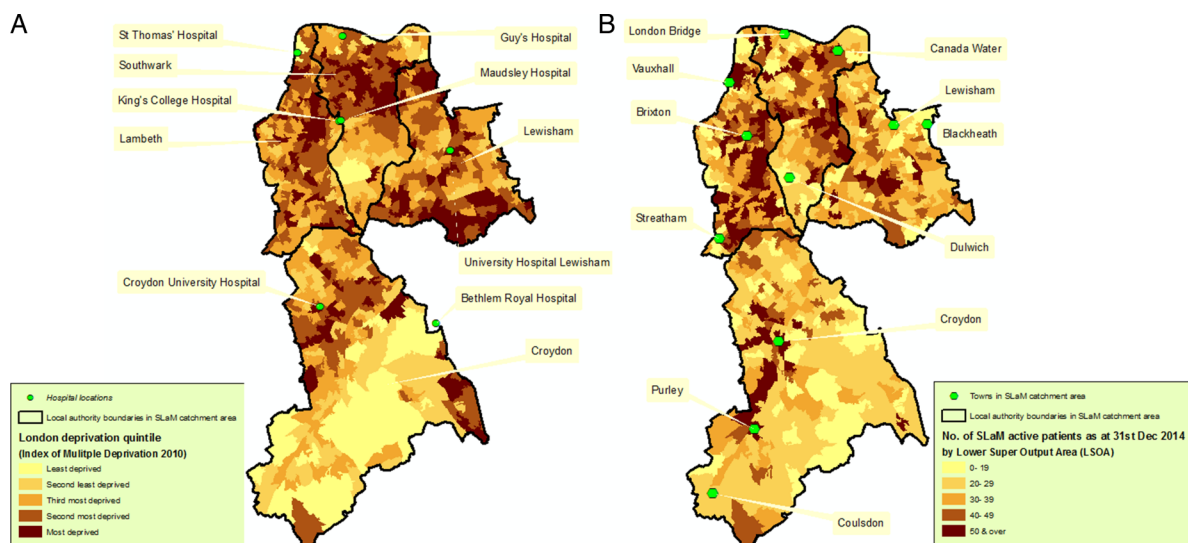 A
St Thomas' Hospital
Guy's Hospital
Southwark
Maudsley Hospital
King's College Hospital
Lambeth
Lewisham
University Hospital Lewisham
Croydon University Hospital
Bethlem Royal Hospital
Croydon
Hospital locations
Local authority boundaries in SLaM catchment area
London deprivation quintile
(Index of Mulitple Deprivation 2010)
Least deprived
Second least deprived
Third most deprived
Second most deprived
Most deprived
B
London Bridge
Canada Water
Vauxhall
Lewisham
Brixton
Blackheath
Streatham
Dulwich
Croydon
Purley
Coulsdon
Towns in SLaM catchment area
Local authority boundaries in SLaM catchment area
No. of SLaM active patients as at 31st Dec 2014
by Lower Super Output Area (LSOA)
0- 19
20- 29
30- 39
40- 49
50 & over